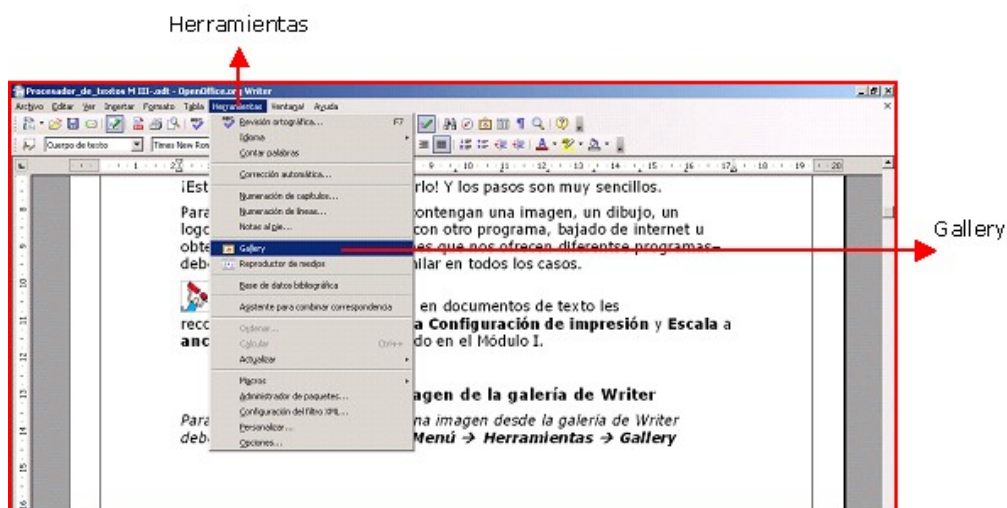 Herramientas
Procesador_de_textos M III-.odt - OpenOffice.org Writer
Archivo Editar Ver Insertar Formato Tabla Herramientas Ventana Ayuda
Cuerpo de texto Times New Rom
Revisión ortográfica... F7
Idioma
Contar palabras
Corrección automática...
Numeración de capítulos...
Numeración de líneas...
Notas al pie...
Gallery
Reproductor de medios
Base de datos bibliográfica
Asistente para combinar correspondencia
Ordenar...
Calcular Ctrl++
Actualizar
Macros
Administrador de paquetes...
Configuración del filtro XML...
Personalizar...
Opciones...
¡Est rlo! Y los pasos son muy sencillos.
Para ontengan una imagen, un dibujo, un
logo con otro programa, bajado de internet u
obte es que nos ofrecen diferentse programas–
deb ilar en todos los casos.
en documentos de texto les
reco a Configuración de impresión y Escala a
anc do en el Módulo I.
agen de la galería de Writer
Para na imagen desde la galería de Writer
deb Menú → Herramientas → Gallery
Gallery